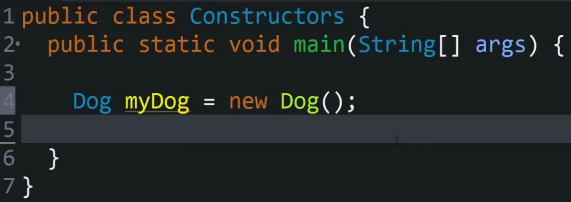 1 public class Constructors {
2 public static void main(String[] args) {
3
4 Dog myDog = new Dog();
5
6 }
7 }